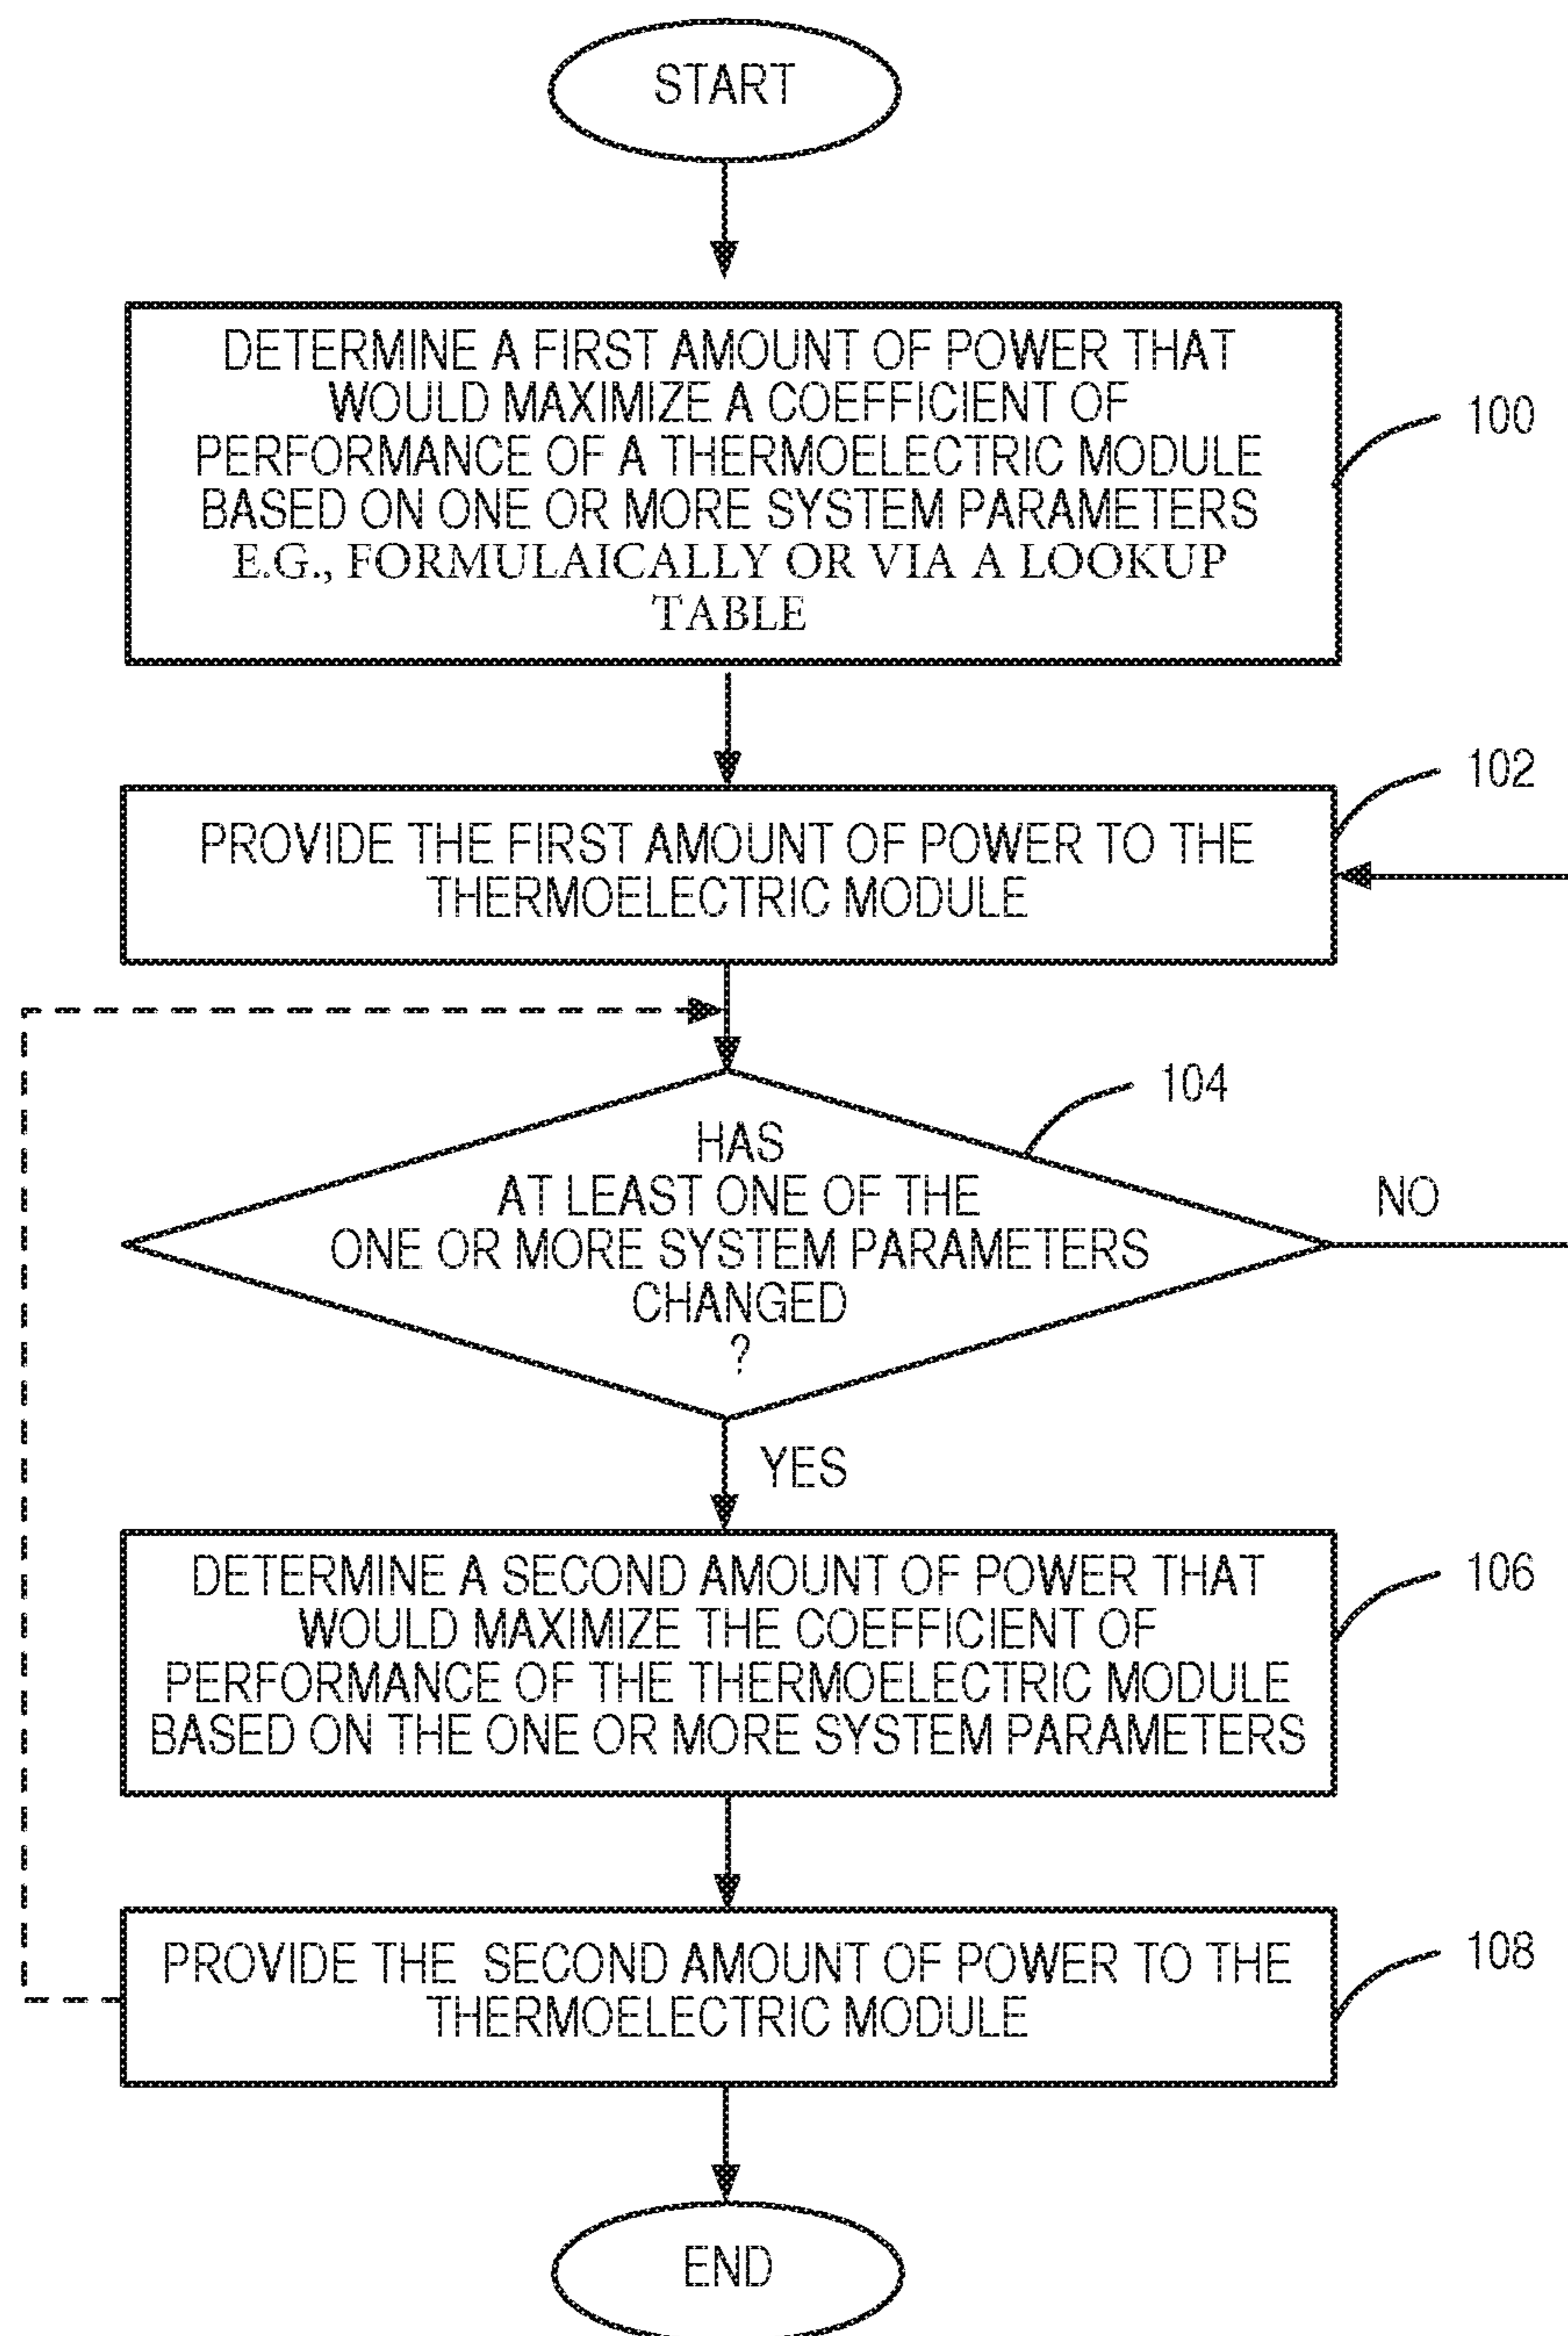 START
DETERMINE A FIRST AMOUNT OF POWER THAT
WOULD MAXIMIZE A COEFFICIENT OF
PERFORMANCE OF A THERMOELECTRIC MODULE
BASED ON ONE OR MORE SYSTEM PARAMETERS
E.G., FORMULAICALLY OR VIA A LOOKUP
TABLE
100
PROVIDE THE FIRST AMOUNT OF POWER TO THE
THERMOELECTRIC MODULE
102
HAS
AT LEAST ONE OF THE
ONE OR MORE SYSTEM PARAMETERS
CHANGED
?
104
NO
YES
DETERMINE A SECOND AMOUNT OF POWER THAT
WOULD MAXIMIZE THE COEFFICIENT OF
PERFORMANCE OF THE THERMOELECTRIC MODULE
BASED ON THE ONE OR MORE SYSTEM PARAMETERS
106
PROVIDE THE SECOND AMOUNT OF POWER TO THE
THERMOELECTRIC MODULE
108
END